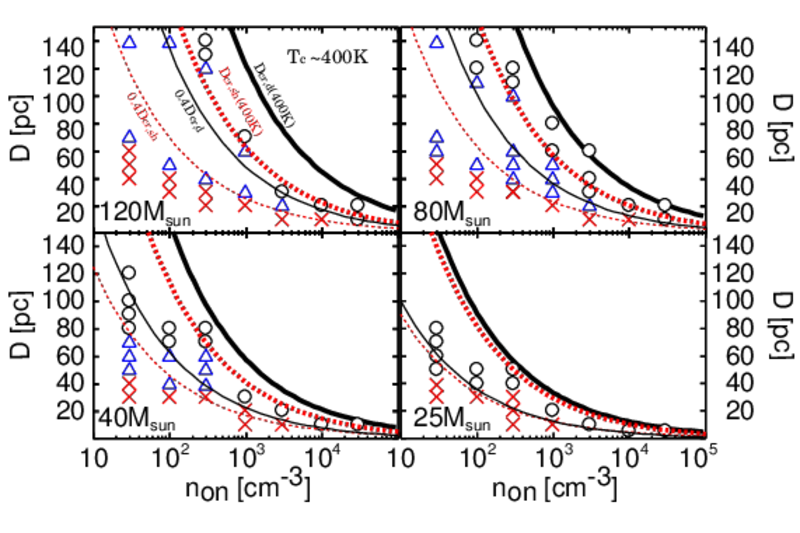 140
120
100
80
60
40
20
D [pc]
T_c ~400K
D_cr,d(400K)
D_cr,sh(400K)
0.4D_cr,d
0.4D_cr,sh
120M_sun
80M_sun
140
120
100
80
60
40
20
D [pc]
140
120
100
80
60
40
20
D [pc]
40M_sun
25M_sun
140
120
100
80
60
40
20
D [pc]
10 10^2 10^3 10^4 10 10^2 10^3 10^4 10^5
n_on [cm^-3] n_on [cm^-3]